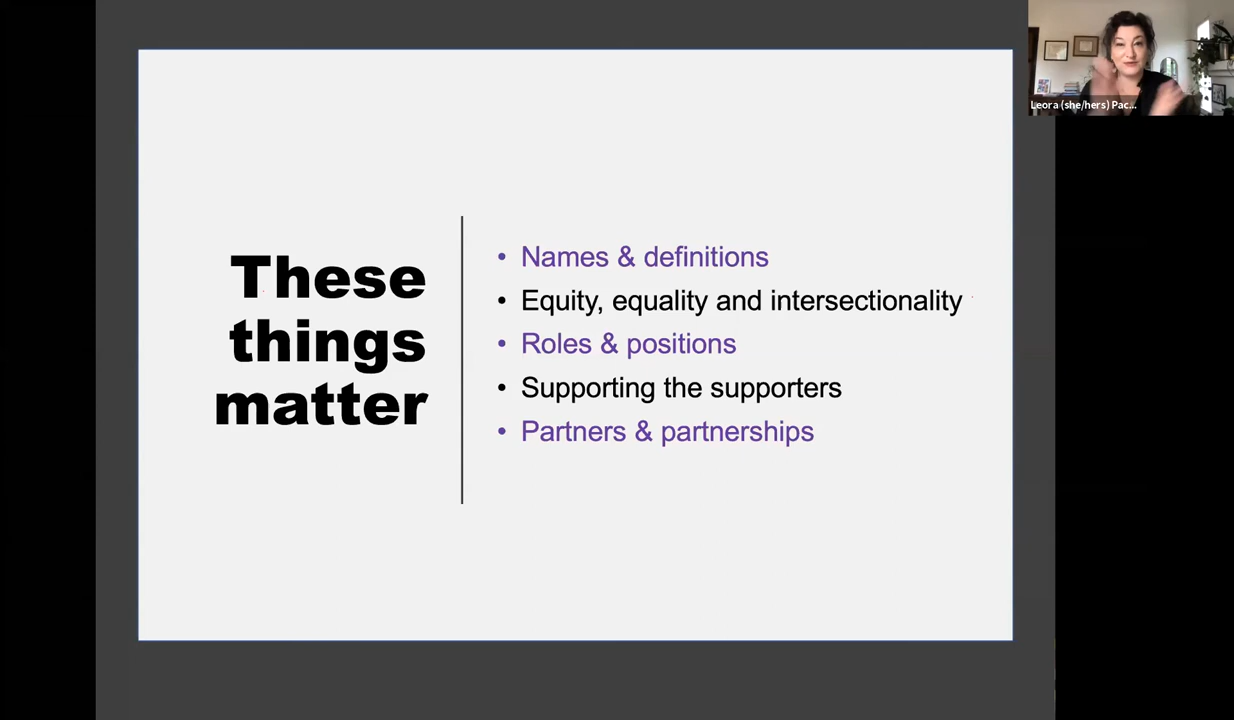 Leora (she/hers) Pac...
These
things
matter
• Names & definitions
• Equity, equality and intersectionality
• Roles & positions
• Supporting the supporters
• Partners & partnerships